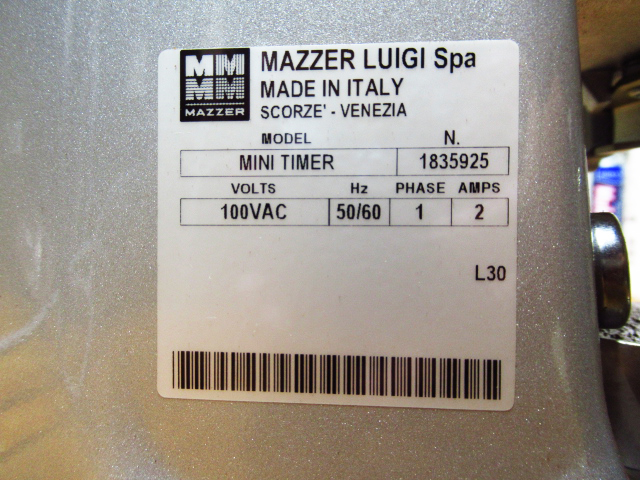 MAZZER
MAZZER LUIGI Spa
MADE IN ITALY
SCORZE' - VENEZIA
MODEL N.
MINI TIMER 1835925
VOLTS Hz PHASE AMPS
100VAC 50/60 1 2
L30